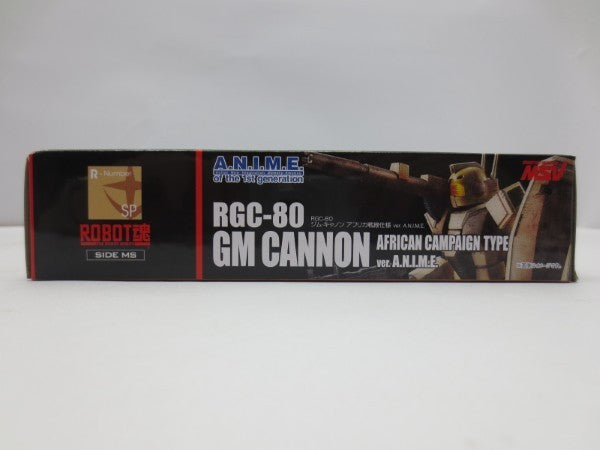 R-Number
SP
ROBOT魂
SIDE MS
A.N.I.M.E.
of the 1st generation
RGC-80
RGC-80
ジム・キャノン アフリカ戦線仕様 ver. A.N.I.M.E.
GM CANNON
AFRICAN CAMPAIGN TYPE
ver. A.N.I.M.E.
MSV